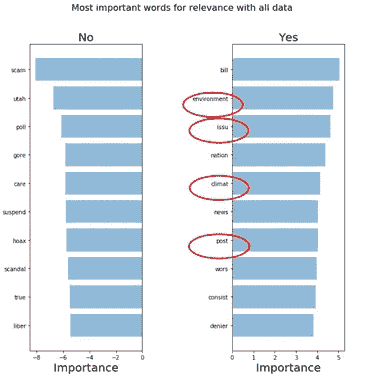 Most important words for relevance with all data
No
Yes
scam
utah
poll
gore
care
suspend
hoax
scandal
true
liber
−8 −6 −4 −2 0
Importance
bill
environment
issu
nation
climat
news
post
wors
consist
denier
0 1 2 3 4 5
Importance